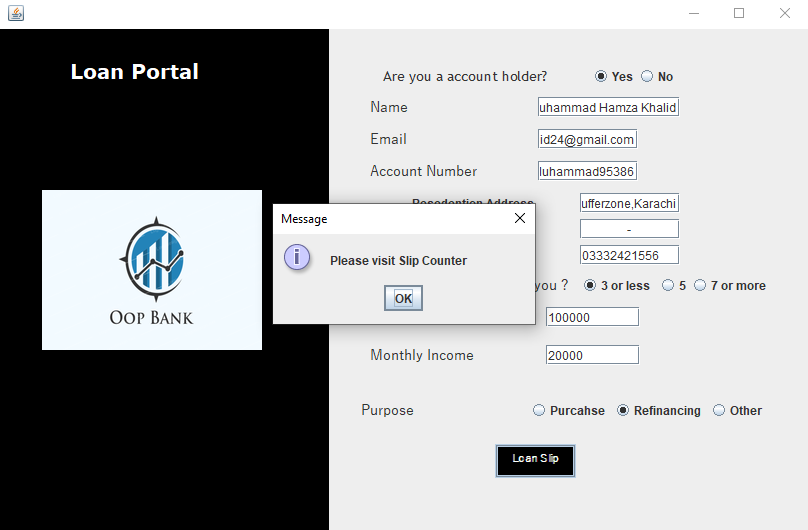 Loan Portal
Are you a account holder? Yes No
Name uhammad Hamza Khalid
Email id24@gmail.com
Account Number luhammad95386
Address ufferzone,Karachi
-
03332421556
you ? 3 or less 5 7 or more
100000
Monthly Income 20000
Purpose Purcahse Refinancing Other
Loan Slip
OOP BANK
Message
i
Please visit Slip Counter
OK